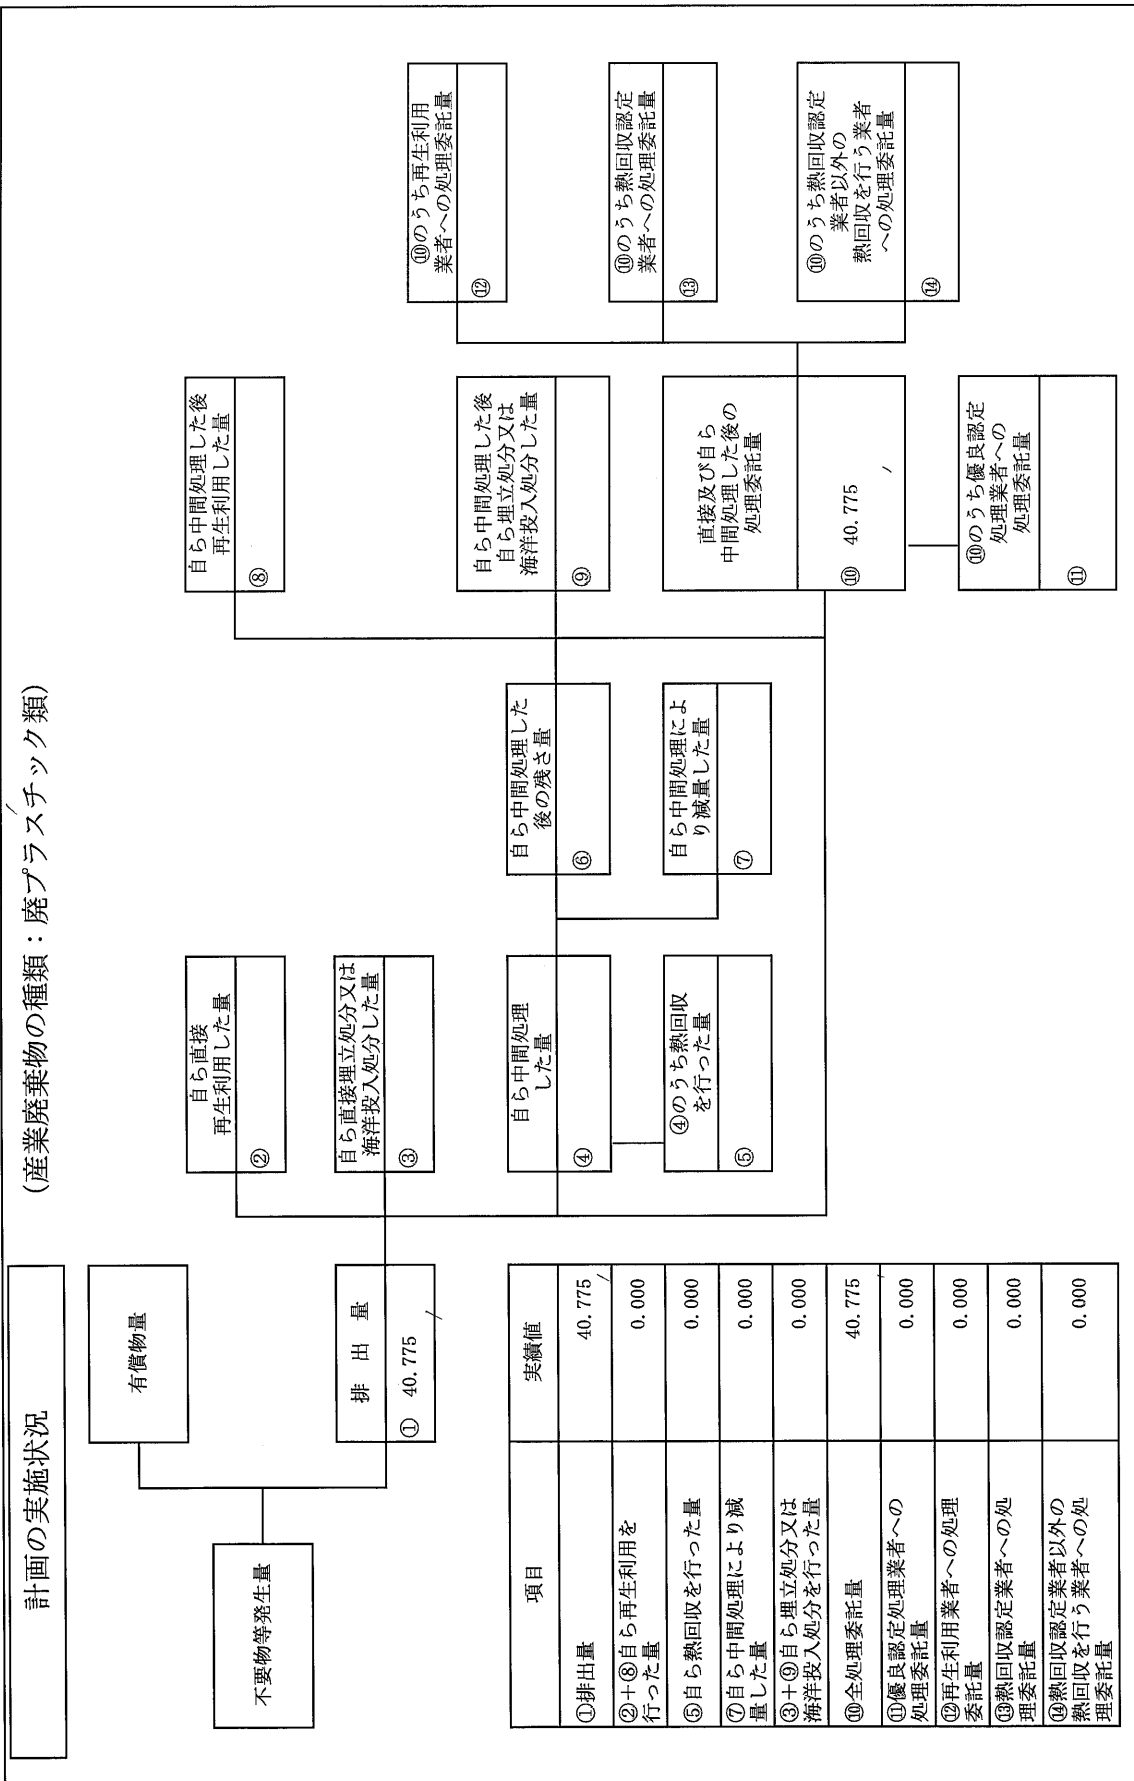 計画の実施状況
(産業廃棄物の種類：廃プラスチック類)
不要物等発生量
有償物量
排 出 量
① 40.775
自ら直接
再生利用した量
②
自ら直接埋立処分又は
海洋投入処分した量
③
自ら中間処理
した量
④
④のうち熱回収
を行った量
⑤
自ら中間処理した
後の残さ量
⑥
自ら中間処理によ
り減量した量
⑦
自ら中間処理した後
再生利用した量
⑧
自ら中間処理した後
自ら埋立処分又は
海洋投入処分した量
⑨
直接及び自ら
中間処理した後の
処理委託量
⑩ 40.775
⑩のうち優良認定
処理業者への
処理委託量
⑪
⑩のうち再生利用
業者への処理委託量
⑫
⑩のうち熱回収認定
業者への処理委託量
⑬
⑩のうち熱回収認定
業者以外の
熱回収を行う業者
への処理委託量
⑭
項目 実績値
①排出量 40.775
②＋⑧自ら再生利用を
行った量 0.000
⑤自ら熱回収を行った量 0.000
⑦自ら中間処理により減
量した量 0.000
③＋⑨自ら埋立処分又は
海洋投入処分を行った量 0.000
⑩全処理委託量 40.775
⑪優良認定処理業者への
処理委託量 0.000
⑫再生利用業者への処理
委託量 0.000
⑬熱回収認定業者への処
理委託量 0.000
⑭熱回収認定業者以外の
熱回収を行う業者への処
理委託量 0.000